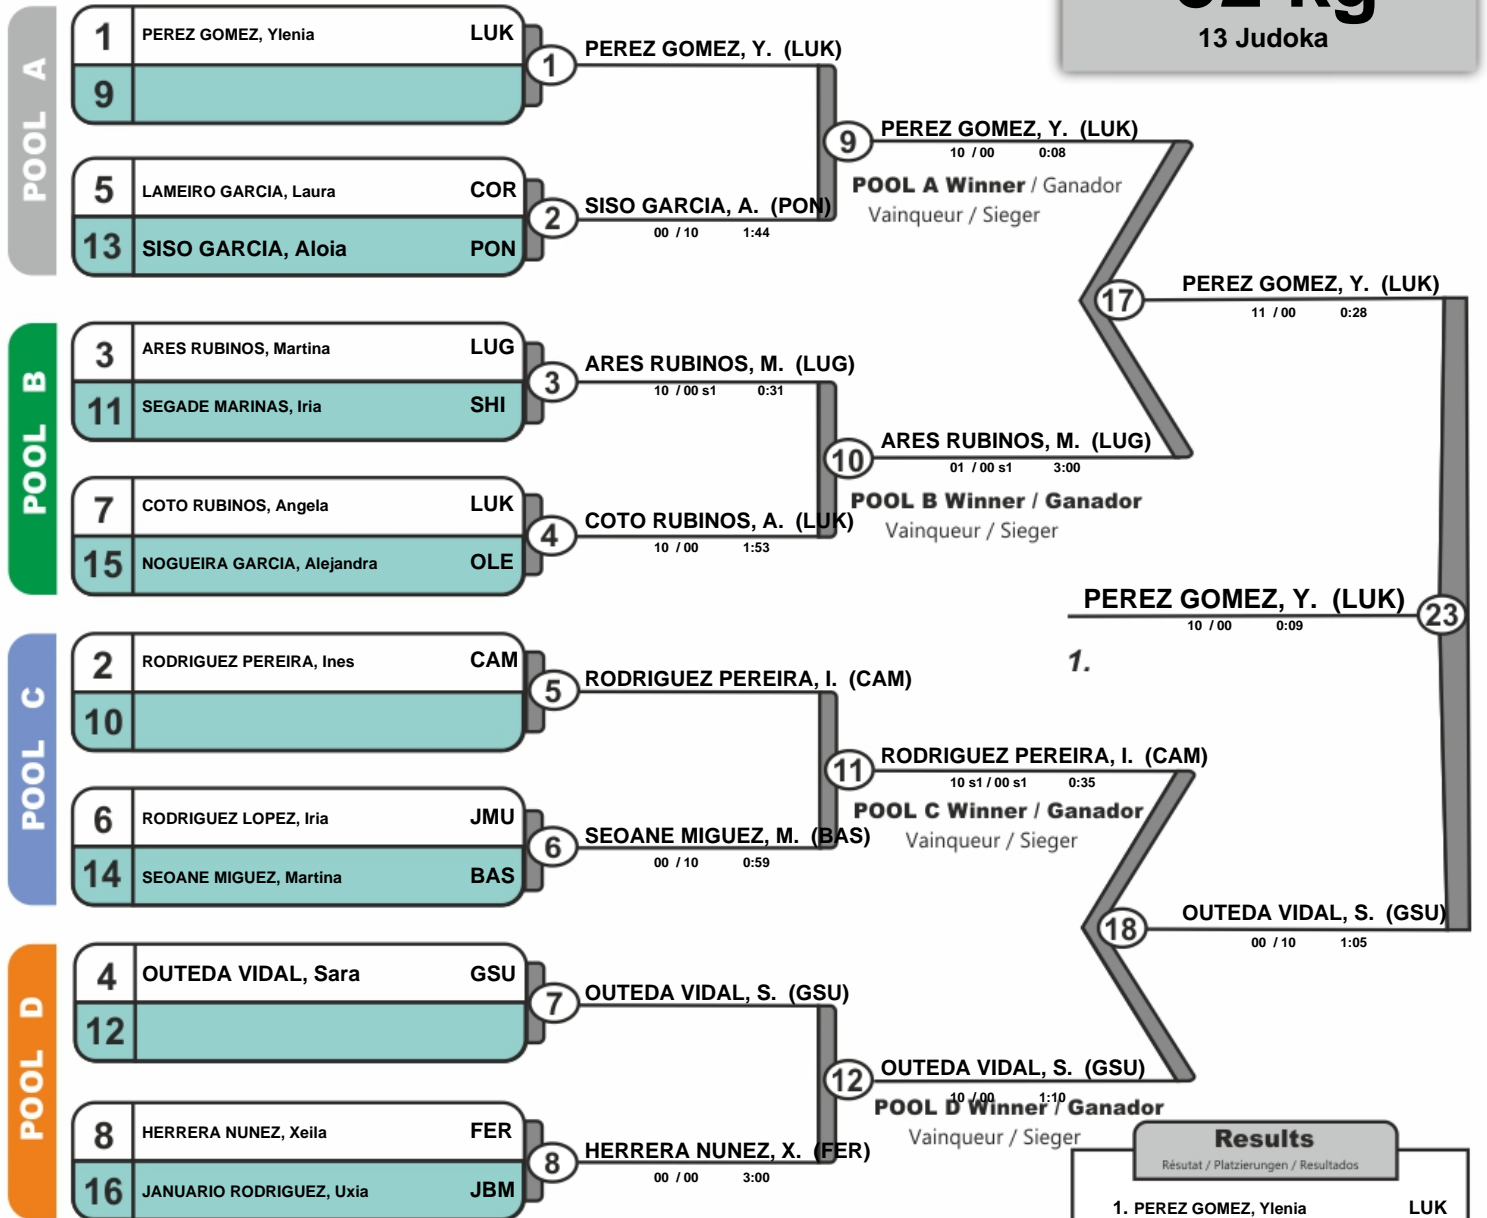 13 Judoka
POOL A
1 PEREZ GOMEZ, Ylenia LUK
9
1 PEREZ GOMEZ, Y. (LUK)
5 LAMEIRO GARCIA, Laura COR
13 SISO GARCIA, Aloia PON
2 SISO GARCIA, A. (PON)
00 / 10 1:44
9 PEREZ GOMEZ, Y. (LUK)
10 / 00 0:08
POOL A Winner / Ganador
Vainqueur / Sieger
POOL B
3 ARES RUBINOS, Martina LUG
11 SEGADE MARINAS, Iria SHI
3 ARES RUBINOS, M. (LUG)
10 / 00 s1 0:31
7 COTO RUBINOS, Angela LUK
15 NOGUEIRA GARCIA, Alejandra OLE
4 COTO RUBINOS, A. (LUK)
10 / 00 1:53
10 ARES RUBINOS, M. (LUG)
01 / 00 s1 3:00
POOL B Winner / Ganador
Vainqueur / Sieger
17 PEREZ GOMEZ, Y. (LUK)
11 / 00 0:28
PEREZ GOMEZ, Y. (LUK) 23
10 / 00 0:09
1.
POOL C
2 RODRIGUEZ PEREIRA, Ines CAM
10
5 RODRIGUEZ PEREIRA, I. (CAM)
6 RODRIGUEZ LOPEZ, Iria JMU
14 SEOANE MIGUEZ, Martina BAS
6 SEOANE MIGUEZ, M. (BAS)
00 / 10 0:59
11 RODRIGUEZ PEREIRA, I. (CAM)
10 s1 / 00 s1 0:35
POOL C Winner / Ganador
Vainqueur / Sieger
18 OUTEDA VIDAL, S. (GSU)
00 / 10 1:05
POOL D
4 OUTEDA VIDAL, Sara GSU
12
7 OUTEDA VIDAL, S. (GSU)
8 HERRERA NUNEZ, Xeila FER
16 JANUARIO RODRIGUEZ, Uxia JBM
8 HERRERA NUNEZ, X. (FER)
00 / 00 3:00
12 OUTEDA VIDAL, S. (GSU)
10 / 00 1:10
POOL D Winner / Ganador
Vainqueur / Sieger
Results
Résutat / Platzierungen / Resultados
1. PEREZ GOMEZ, Ylenia LUK